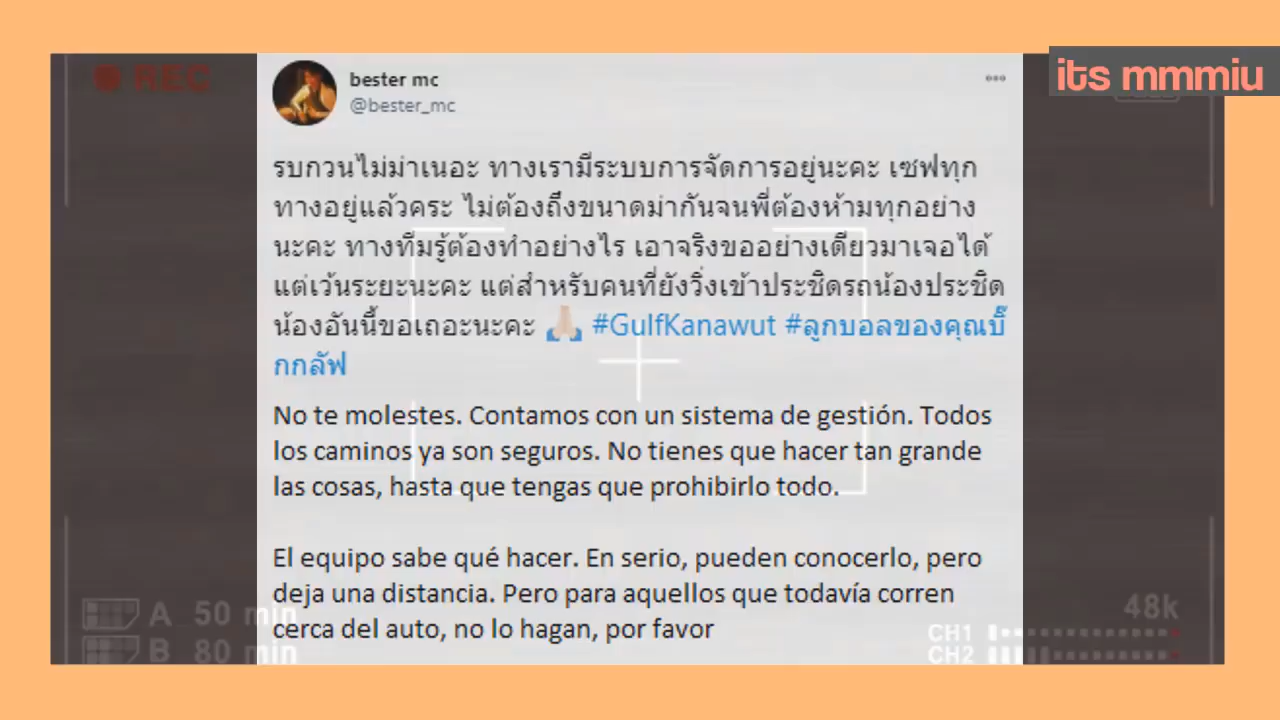 REC
its mmmiu
bester mc
@bester_mc
รบกวนไม่ม่าเนอะ ทางเรามีระบบการจัดการอยู่นะคะ เซฟทุก
ทางอยู่แล้วคระ ไม่ต้องถึงขนาดม่ากันจนพี่ต้องห้ามทุกอย่าง
นะคะ ทางทีมรู้ต้องทำอย่างไร เอาจริงขออย่างเดียวมาเจอได้
แต่เว้นระยะนะคะ แต่สำหรับคนที่ยังวิ่งเข้าประชิดรถน้องประชิด
น้องอันนี้ขอเถอะนะคะ 🙏🏻 #GulfKanawut #ลูกบอลของคุณบิ๊
กกลัฟ
No te molestes. Contamos con un sistema de gestión. Todos
los caminos ya son seguros. No tienes que hacer tan grande
las cosas, hasta que tengas que prohibirlo todo.
El equipo sabe qué hacer. En serio, pueden conocerlo, pero
deja una distancia. Pero para aquellos que todavía corren
cerca del auto, no lo hagan, por favor
A 50 min
B 80 min
48k
CH1
CH2